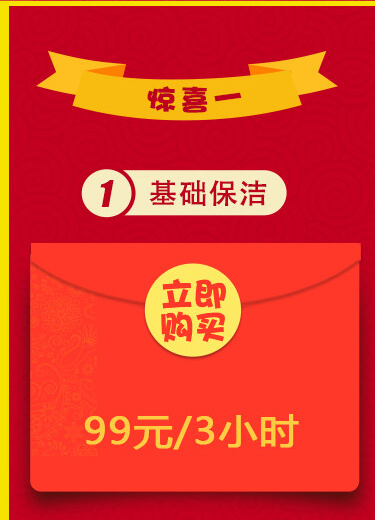 惊喜一
1 基础保洁
立即
购买
99元/3小时